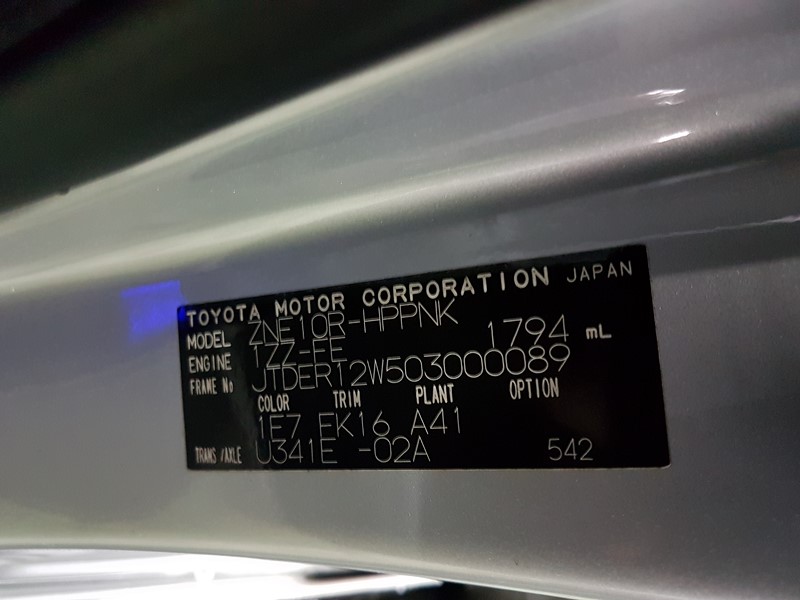 TOYOTA MOTOR CORPORATION JAPAN
MODEL ZNE10R-HPPNK
ENGINE 1ZZ-FE 1794 mL
FRAME No JTDER12W503000089
COLOR TRIM PLANT OPTION
1E7 EK16 A41
TRANS/AXLE U341E -02A 542